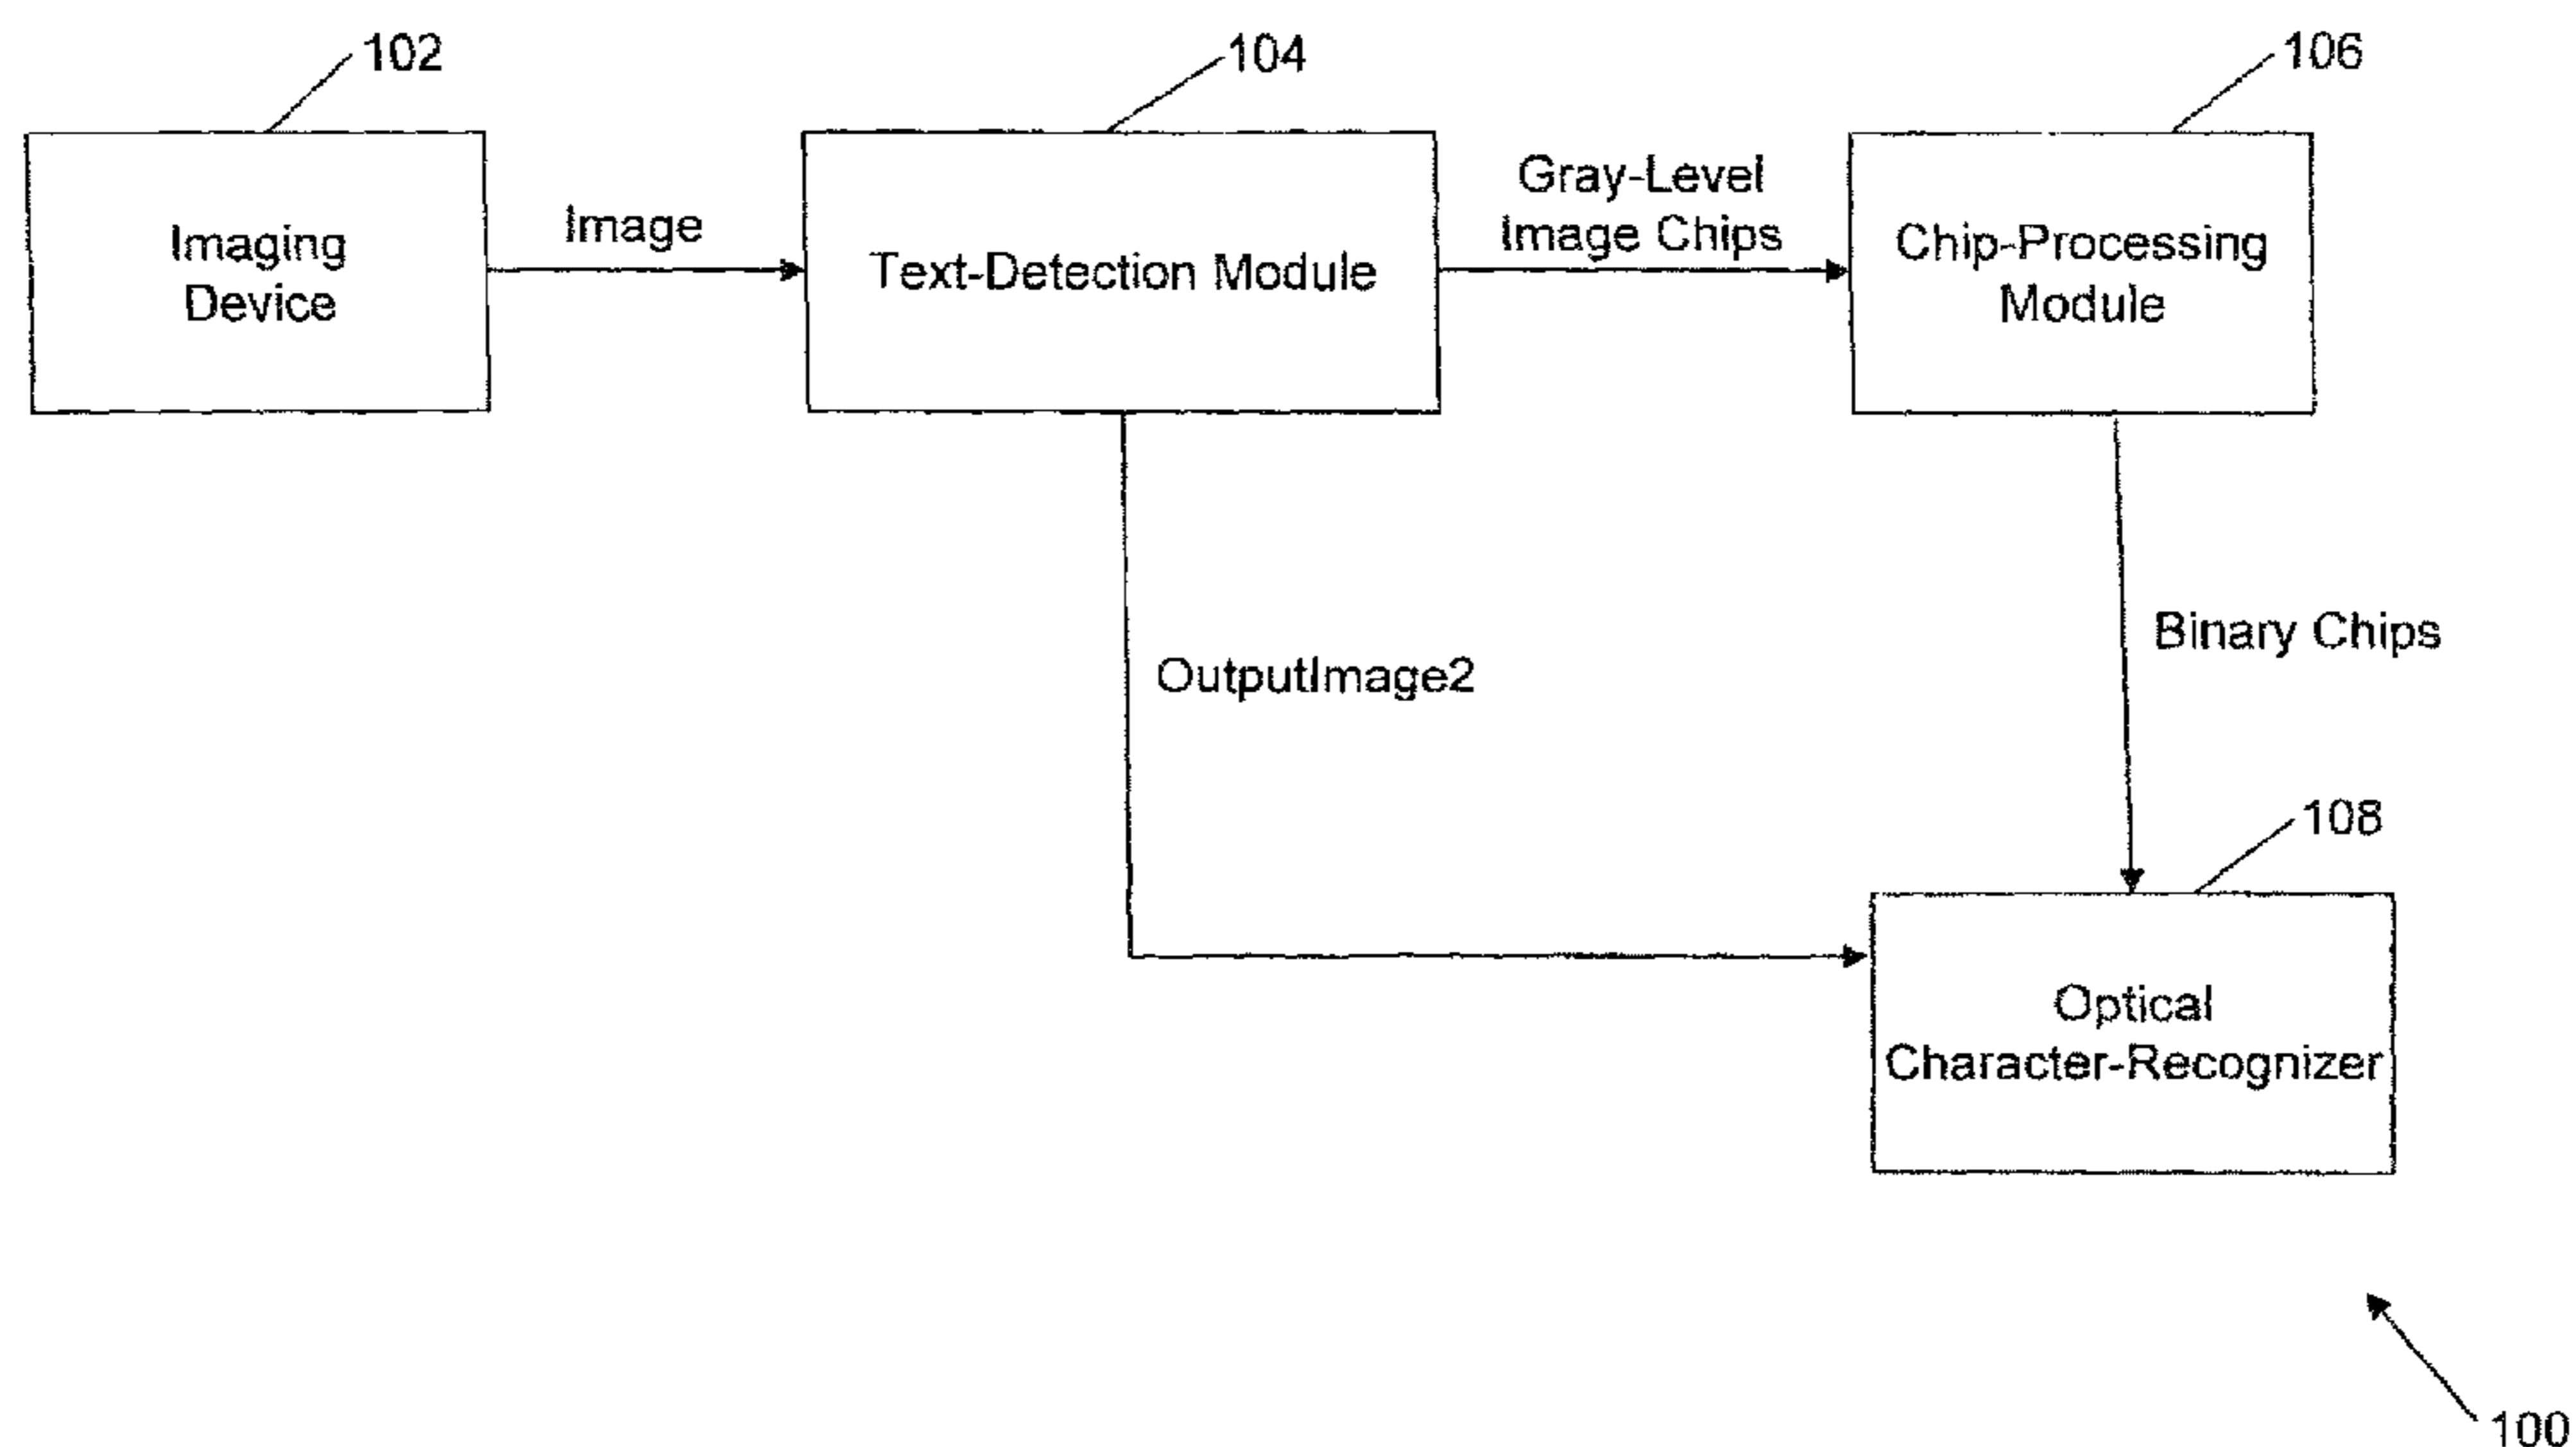 102
104
106
Imaging
Device
Image
Text-Detection Module
Gray-Level
Image Chips
Chip-Processing
Module
OutputImage2
Binary Chips
108
Optical
Character-Recognizer
100